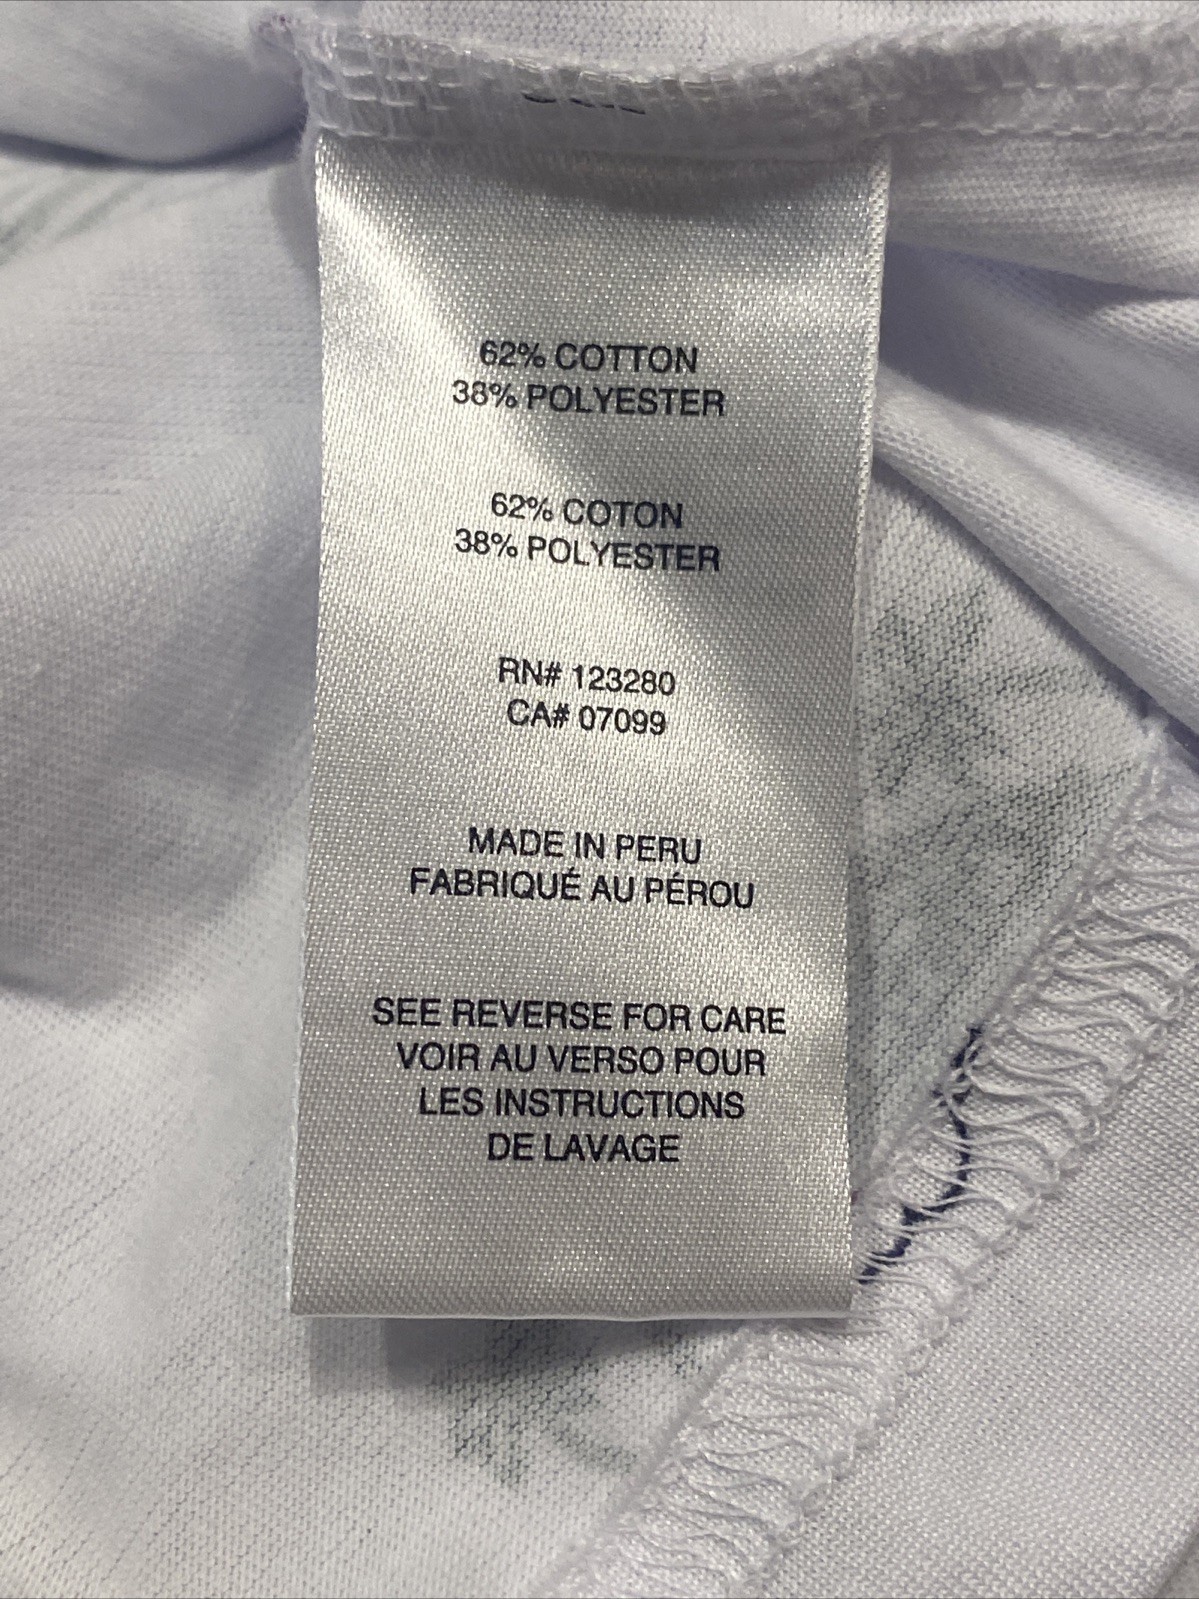 62% COTTON
38% POLYESTER
62% COTON
38% POLYESTER
RN# 123280
CA# 07099
MADE IN PERU
FABRIQUÉ AU PÉROU
SEE REVERSE FOR CARE
VOIR AU VERSO POUR
LES INSTRUCTIONS
DE LAVAGE